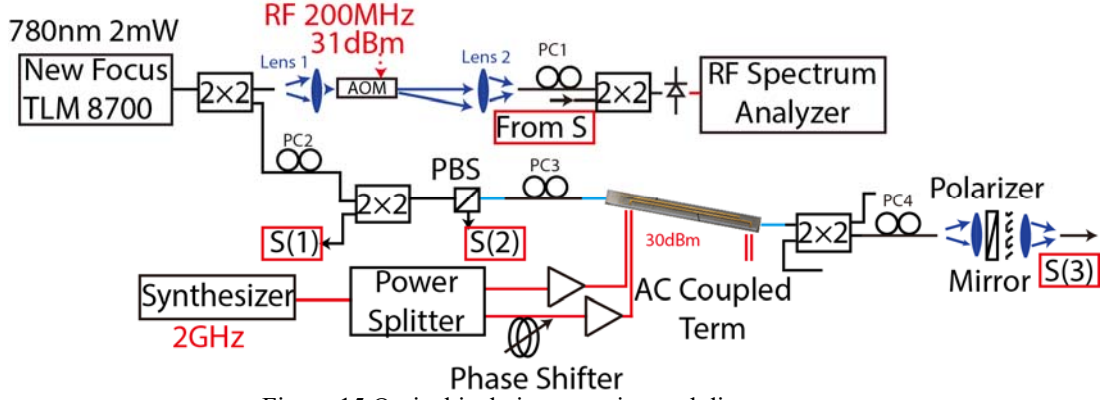 780nm 2mW
New Focus
TLM 8700
2×2
Lens 1
RF 200MHz
31dBm
AOM
Lens 2
PC1
2×2
From S
RF Spectrum
Analyzer
PC2
2×2
S(1)
PBS
S(2)
PC3
30dBm
2×2
PC4
Polarizer
Mirror
S(3)
Synthesizer
2GHz
Power
Splitter
Phase Shifter
AC Coupled
Term